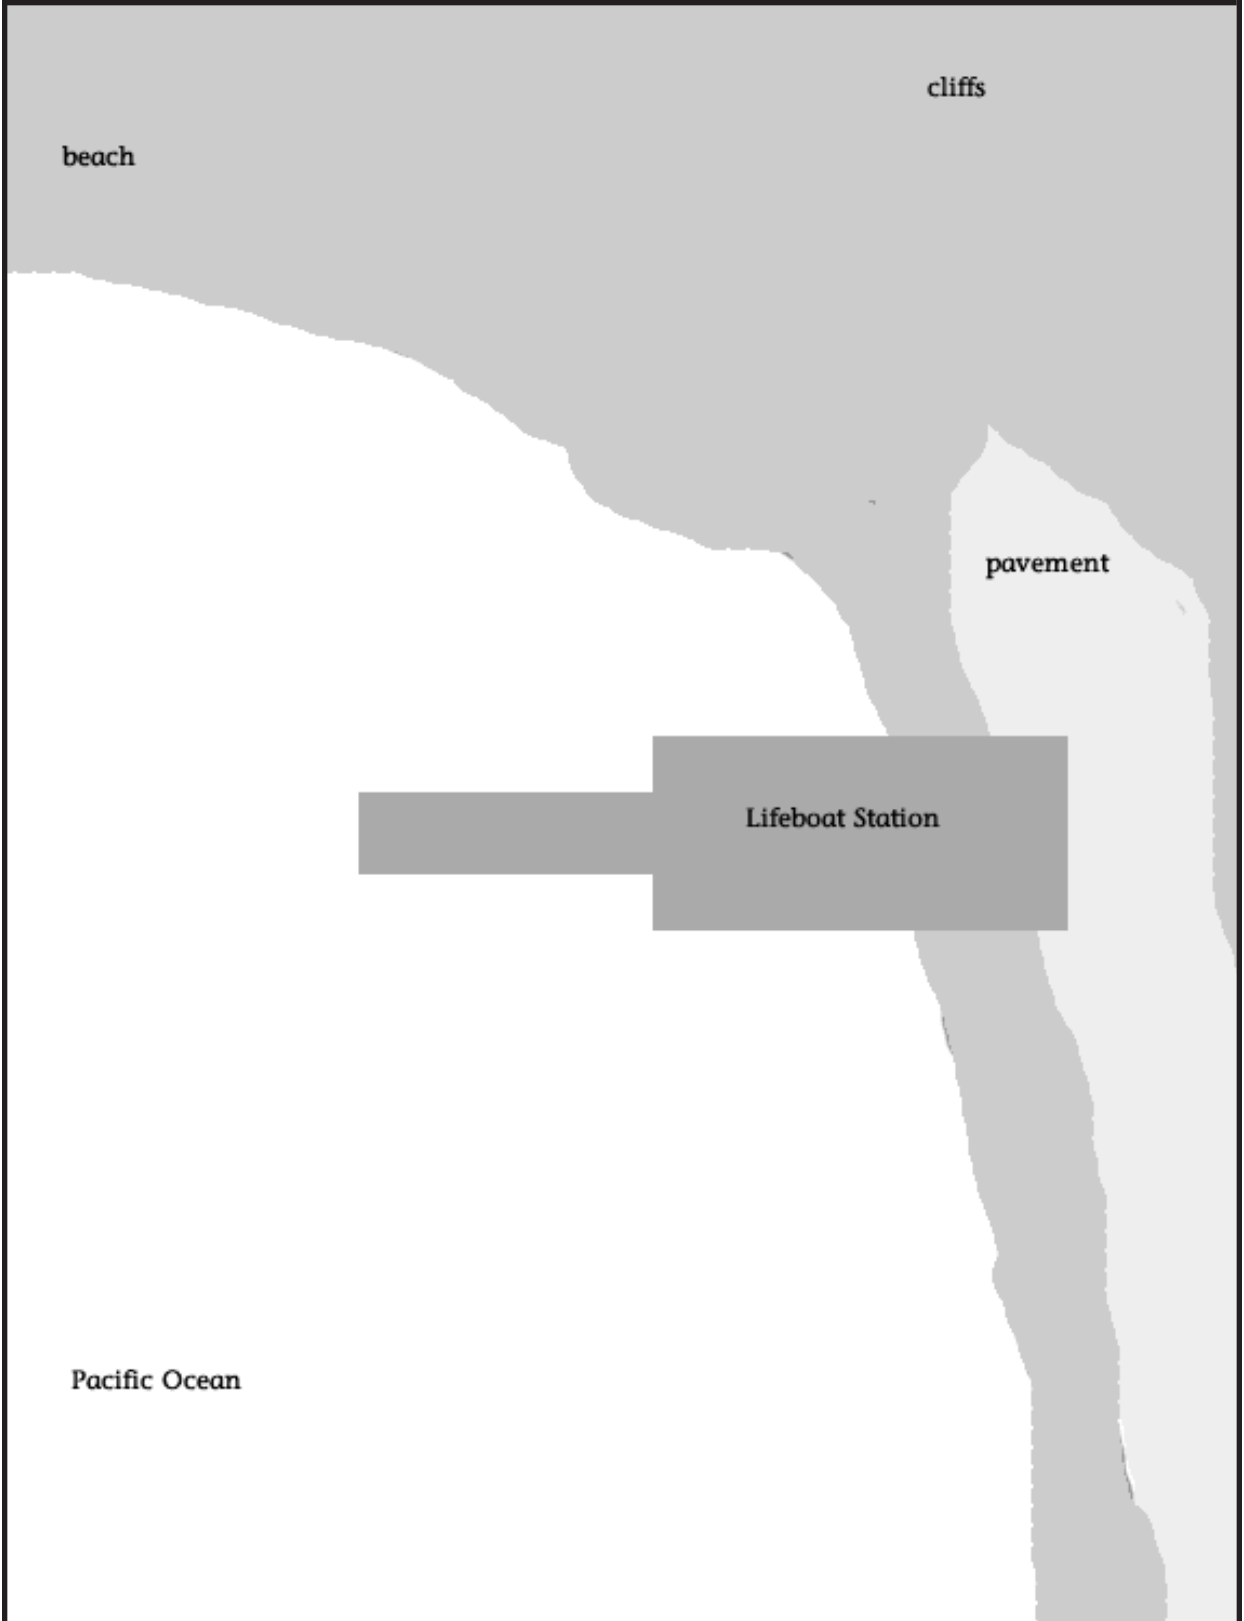 cliffs
beach
pavement
Lifeboat Station
Pacific Ocean